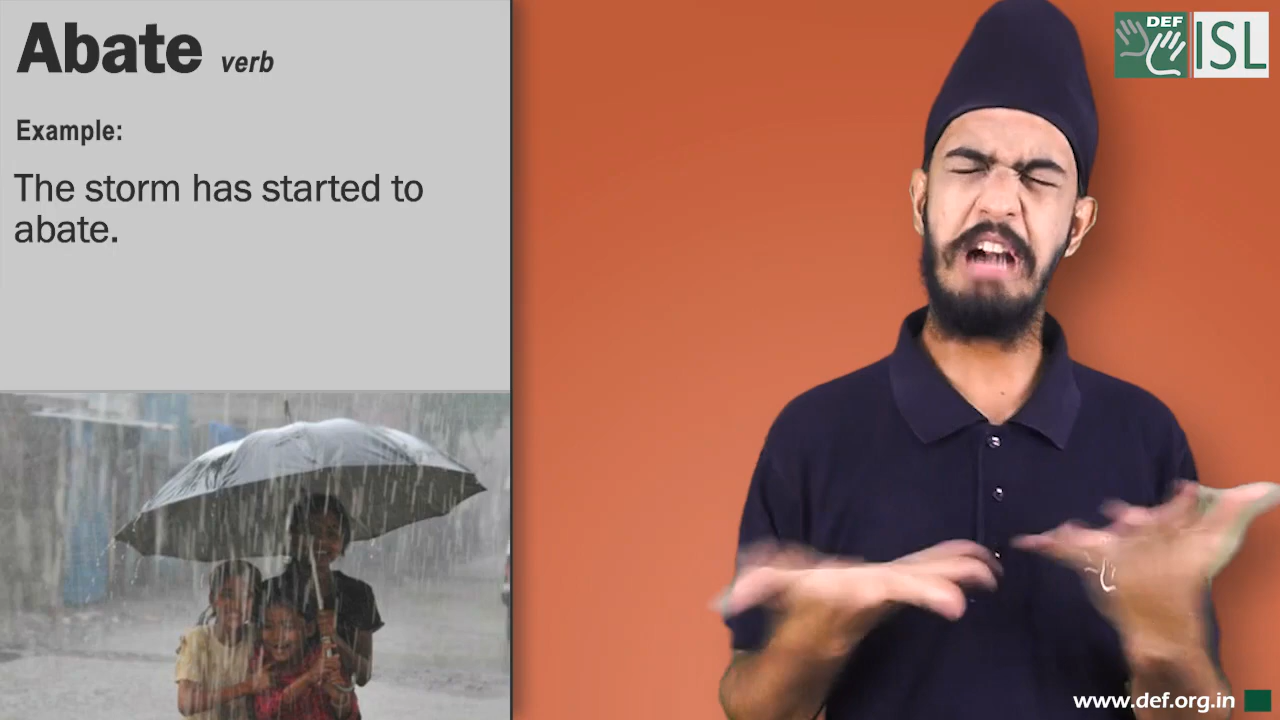 Abate verb
Example:
The storm has started to
abate.
DEF
ISL
www.def.org.in